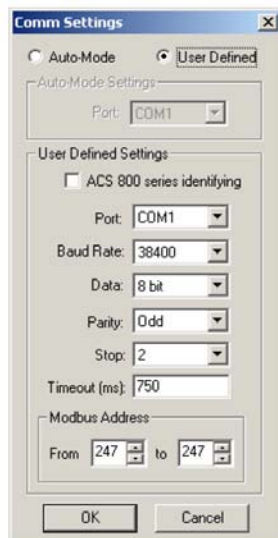 Comm Settings
Auto-Mode User Defined
Auto-Mode Settings
Port: COM1
User Defined Settings
ACS 800 series identifying
Port: COM1
Baud Rate: 38400
Data: 8 bit
Parity: Odd
Stop: 2
Timeout (ms): 750
Modbus Address
From 247 to 247
OK Cancel